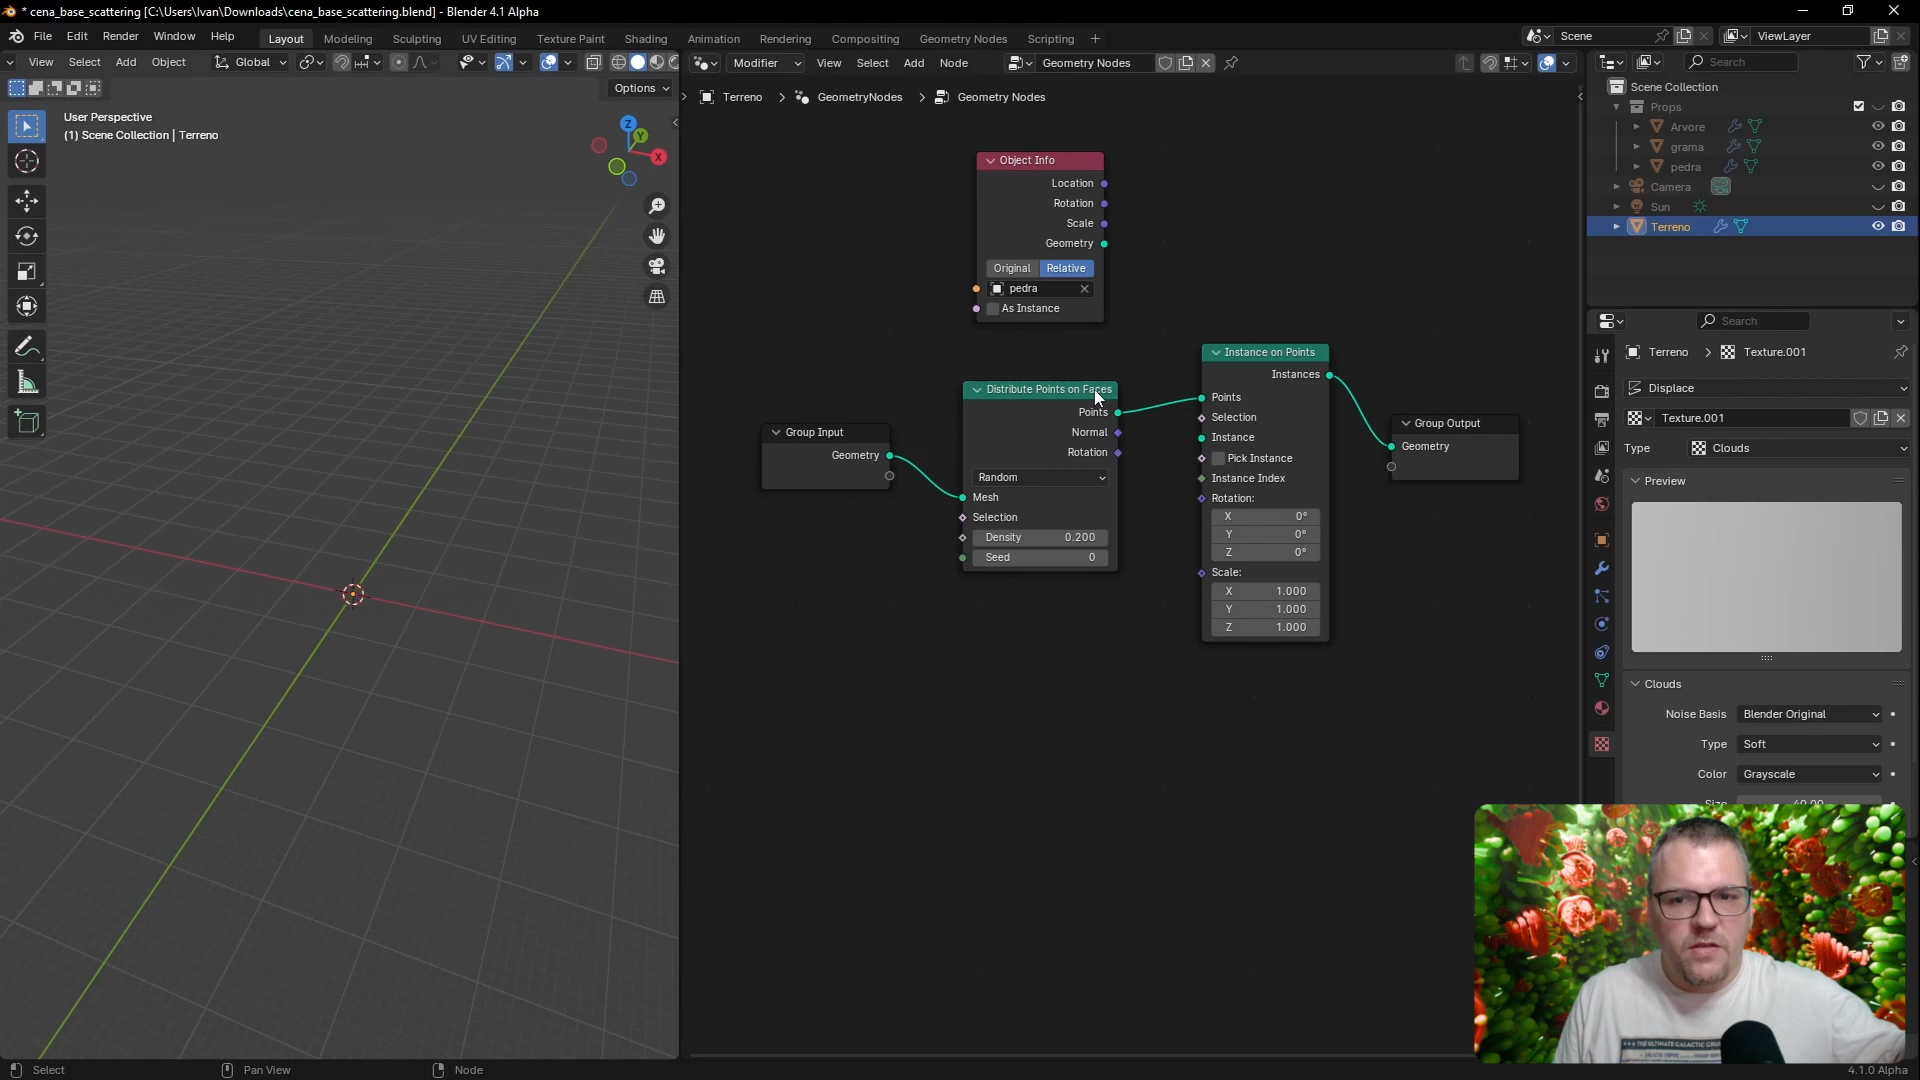 * cena_base_scattering [C:\Users\Ivan\Downloads\cena_base_scattering.blend] - Blender 4.1 Alpha
File Edit Render Window Help Layout Modeling Sculpting UV Editing Texture Paint Shading Animation Rendering Compositing Geometry Nodes Scripting + Scene ViewLayer
View Select Add Object Global Modifier View Select Add Node Geometry Nodes Search
Options
User Perspective
(1) Scene Collection | Terreno
Z
Y
X
Terreno > GeometryNodes > Geometry Nodes
Object Info
Location
Rotation
Scale
Geometry
Original Relative
pedra
As Instance
Group Input
Geometry
Distribute Points on Faces
Points
Normal
Rotation
Random
Mesh
Selection
Density 0.200
Seed 0
Instance on Points
Instances
Points
Selection
Instance
Pick Instance
Instance Index
Rotation:
X 0°
Y 0°
Z 0°
Scale:
X 1.000
Y 1.000
Z 1.000
Group Output
Geometry
Scene Collection
Props
Arvore
grama
pedra
Camera
Sun
Terreno
Search
Terreno > Texture.001
Displace
Texture.001
Type Clouds
Preview
Clouds
Noise Basis Blender Original
Type Soft
Color Grayscale
Size 40.00
THE ULTIMATE GALACTIC
Select Pan View Node 4.1.0 Alpha